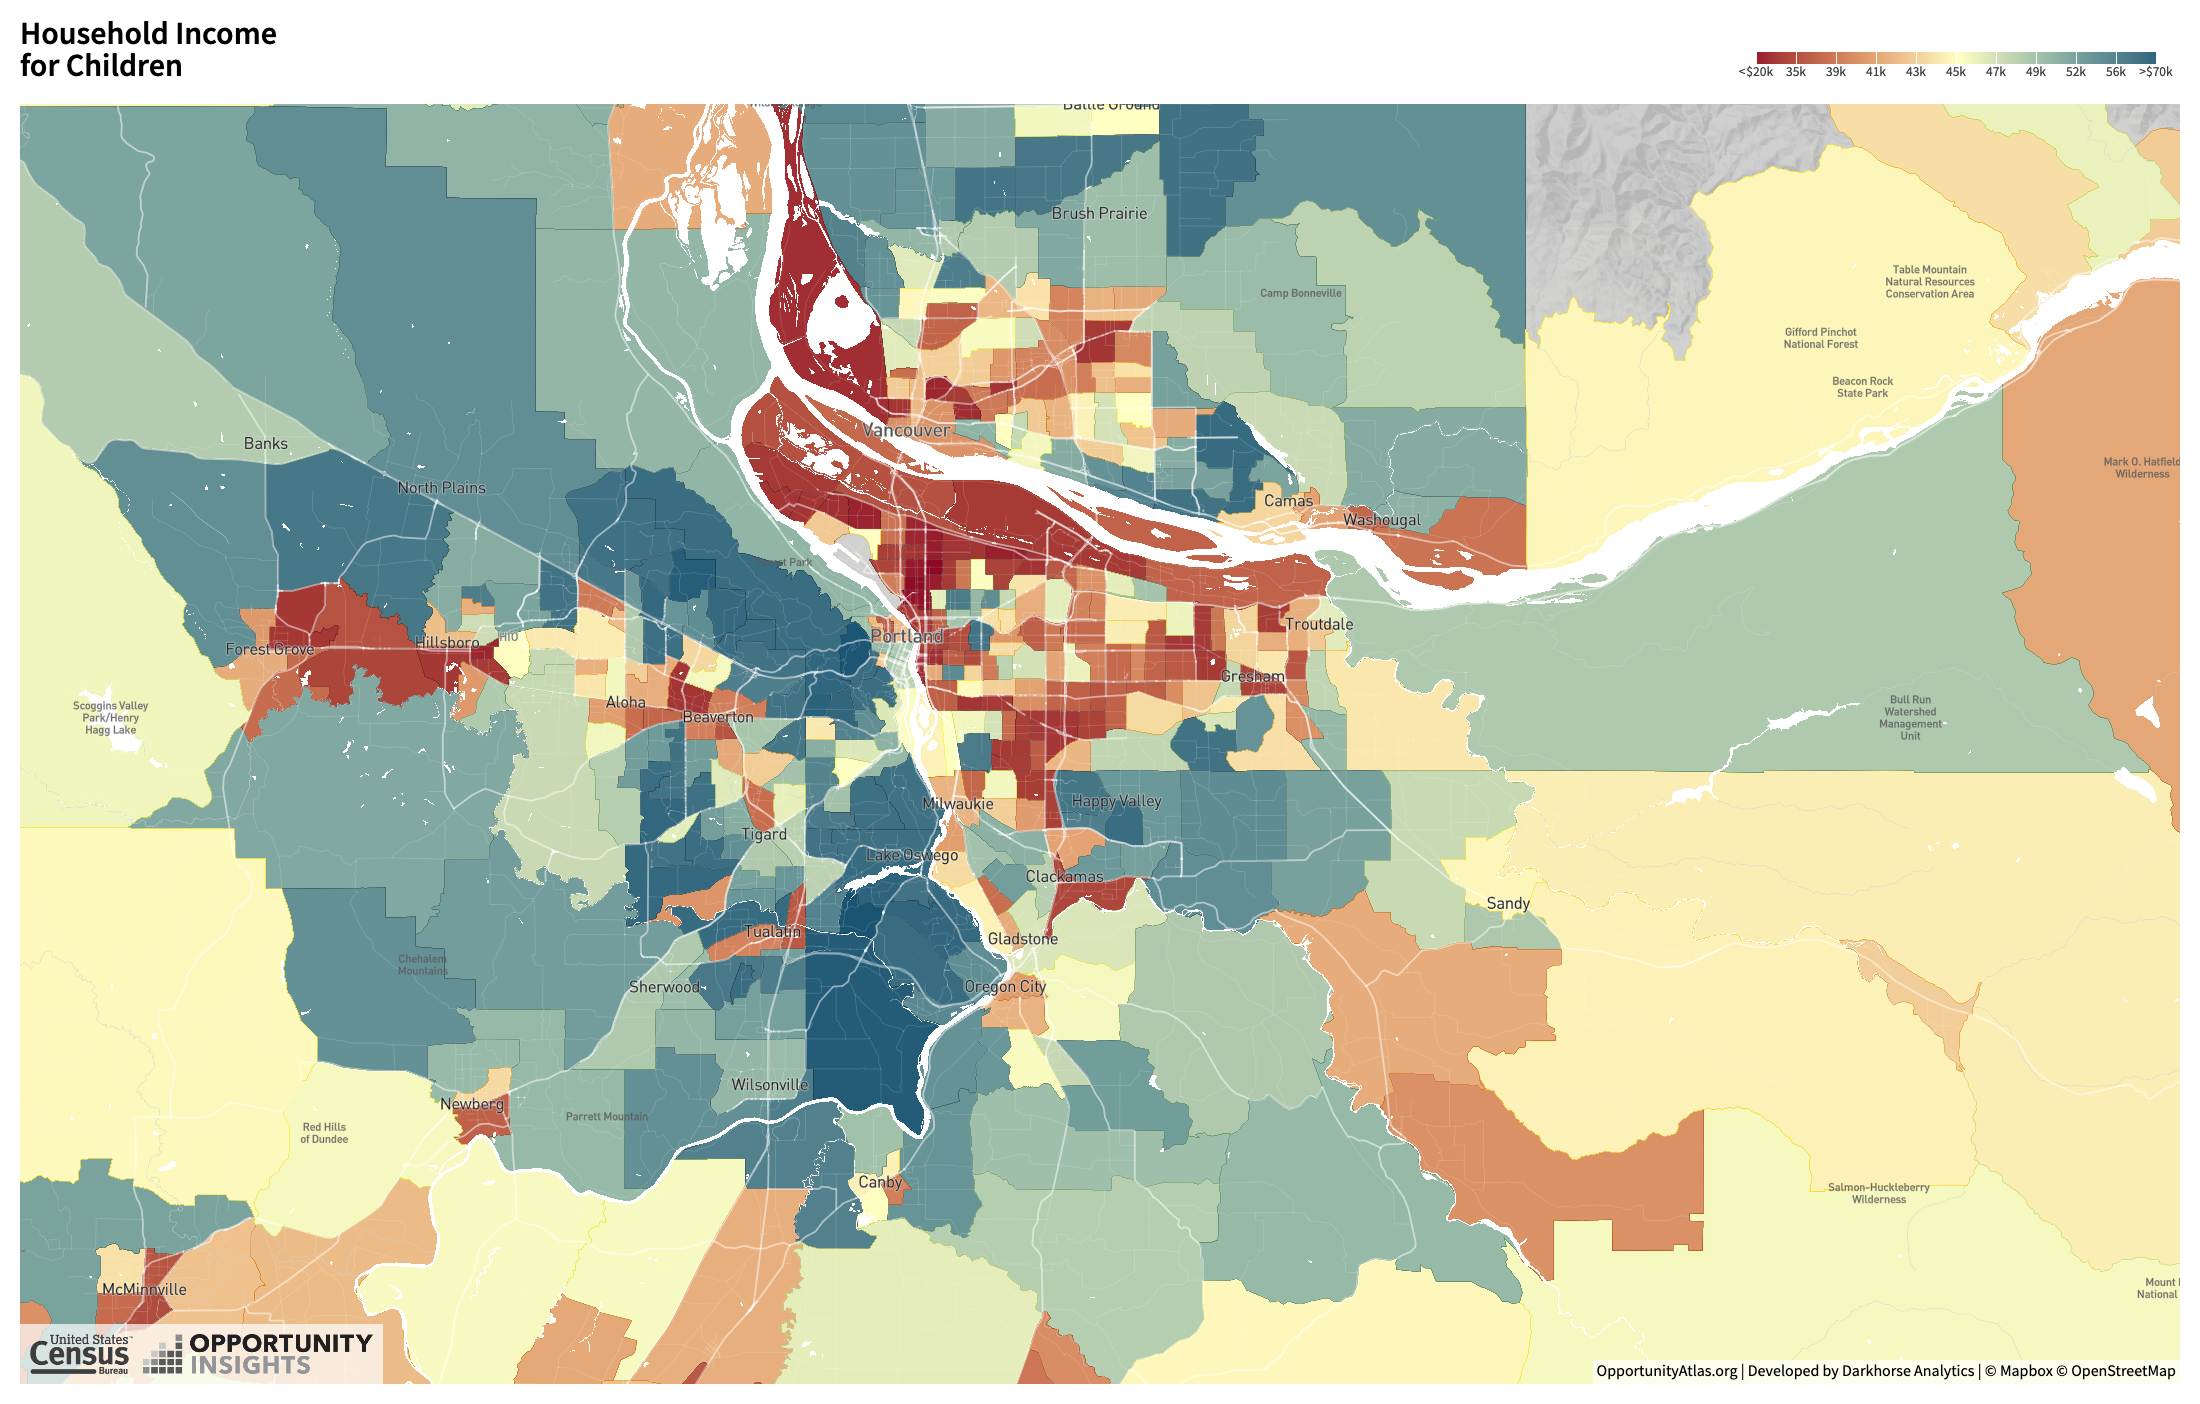 Household Income
for Children
<$20k 35k 39k 41k 43k 45k 47k 49k 52k 56k >$70k
Battle Ground
Brush Prairie
Table Mountain
Natural Resources
Conservation Area
Camp Bonneville
Gifford Pinchot
National Forest
Beacon Rock
State Park
Vancouver
Banks
Mark O. Hatfield
Wilderness
North Plains
Camas
Washougal
Park
Troutdale
Portland
HIO
Hillsboro
Forest Grove
Gresham
Scoggins Valley
Park/Henry
Hagg Lake
Aloha
Beaverton
Bull Run
Watershed
Management
Unit
Milwaukie
Happy Valley
Tigard
Lake Oswego
Clackamas
Sandy
Tualatin
Gladstone
Chehalem
Mountains
Sherwood
Oregon City
Wilsonville
Newberg
Parrett Mountain
Red Hills
of Dundee
Canby
Salmon-Huckleberry
Wilderness
McMinnville
Mount
National
United States™
Census
Bureau
OPPORTUNITY
INSIGHTS
OpportunityAtlas.org | Developed by Darkhorse Analytics | © Mapbox © OpenStreetMap